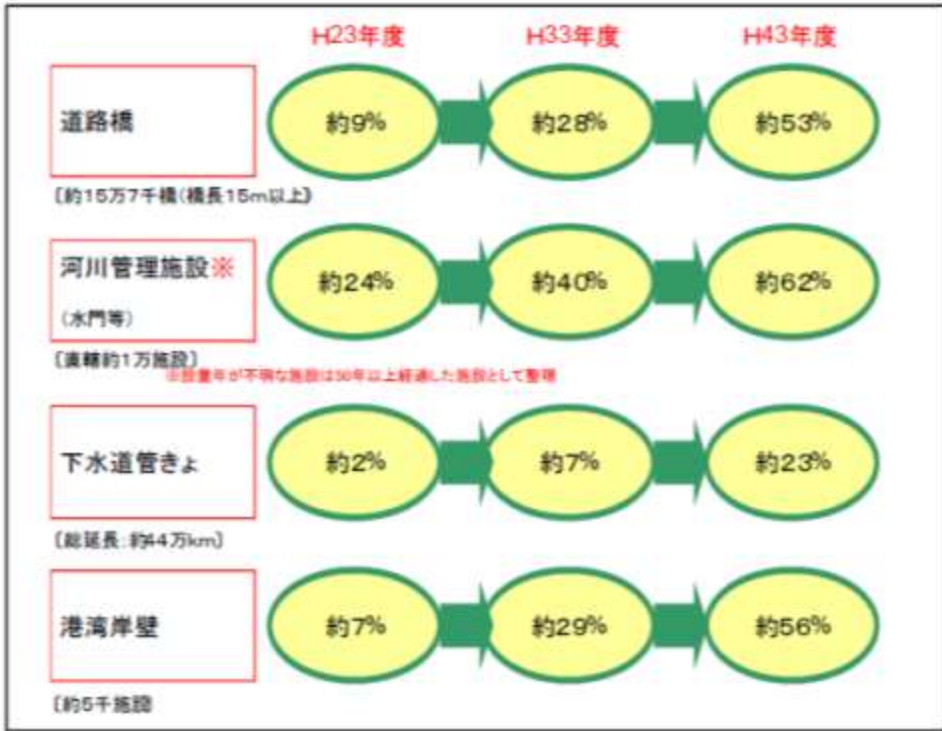 H23年度 H33年度 H43年度
道路橋 約9% 約28% 約53%
〔約15万7千橋(橋長15m以上)〕
河川管理施設※
(水門等)
約24% 約40% 約62%
〔直轄約1万施設〕
※設置年が不明な施設は50年以上経過した施設として整理
下水道管きょ 約2% 約7% 約23%
〔総延長:約44万km〕
港湾岸壁 約7% 約29% 約56%
〔約5千施設〕